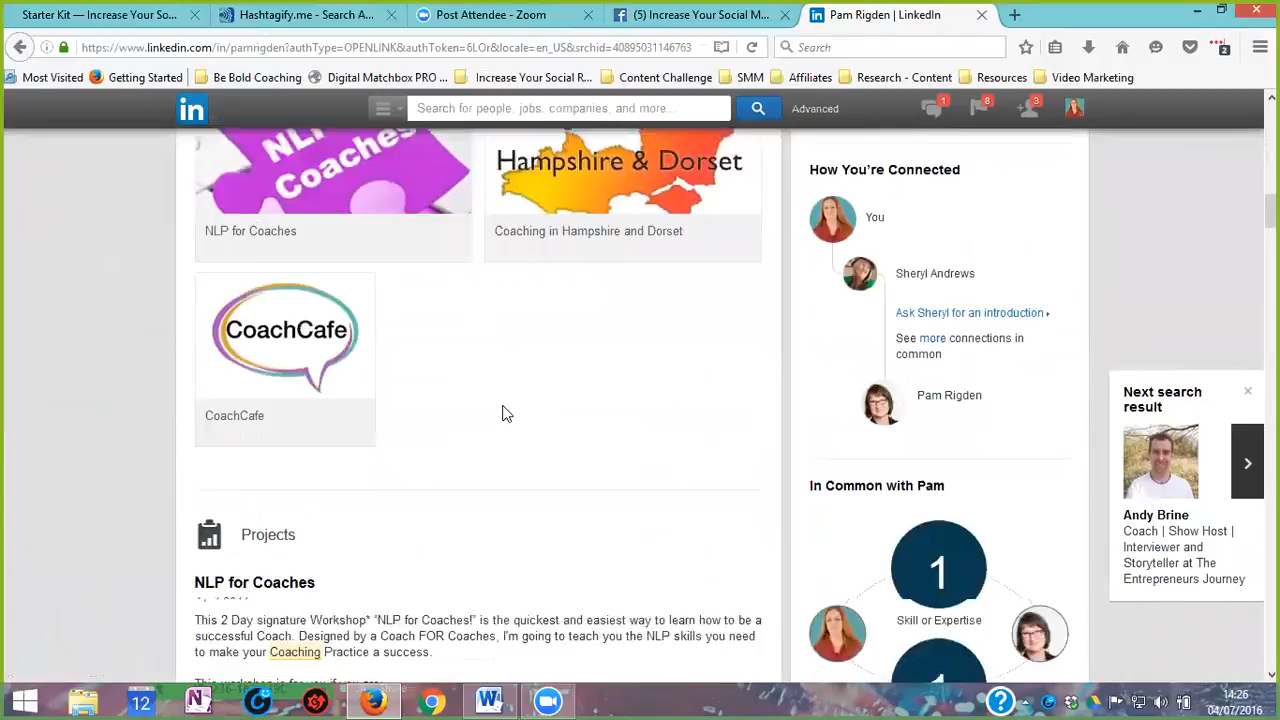 Starter Kit — Increase Your So...
Hashtagify.me - Search A...
Post Attendee - Zoom
(5) Increase Your Social M...
Pam Rigden | LinkedIn
https://www.linkedin.com/in/pamrigden?authType=OPENLINK&authToken=6LOr&locale=en_US&srchid=40895031146763
Search
2
Most Visited
Getting Started
Be Bold Coaching
Digital Matchbox PRO ...
Increase Your Social R...
Content Challenge
SMM
Affiliates
Research - Content
Resources
Video Marketing
in
Search for people, jobs, companies, and more...
Advanced
1
8
3
NLP
Coaches
Hampshire & Dorset
NLP for Coaches
Coaching in Hampshire and Dorset
CoachCafe
CoachCafe
Projects
NLP for Coaches
This 2 Day signature Workshop* "NLP for Coaches!" is the quickest and easiest way to learn how to be a
successful Coach. Designed by a Coach FOR Coaches, I'm going to teach you the NLP skills you need
to make your Coaching Practice a success.
How You're Connected
You
Sheryl Andrews
Ask Sheryl for an introduction
See more connections in
common
Pam Rigden
In Common with Pam
1
Skill or Expertise
Next search
result
Andy Brine
Coach | Show Host |
Interviewer and
Storyteller at The
Entrepreneurs Journey
12
14:26
04/07/2016